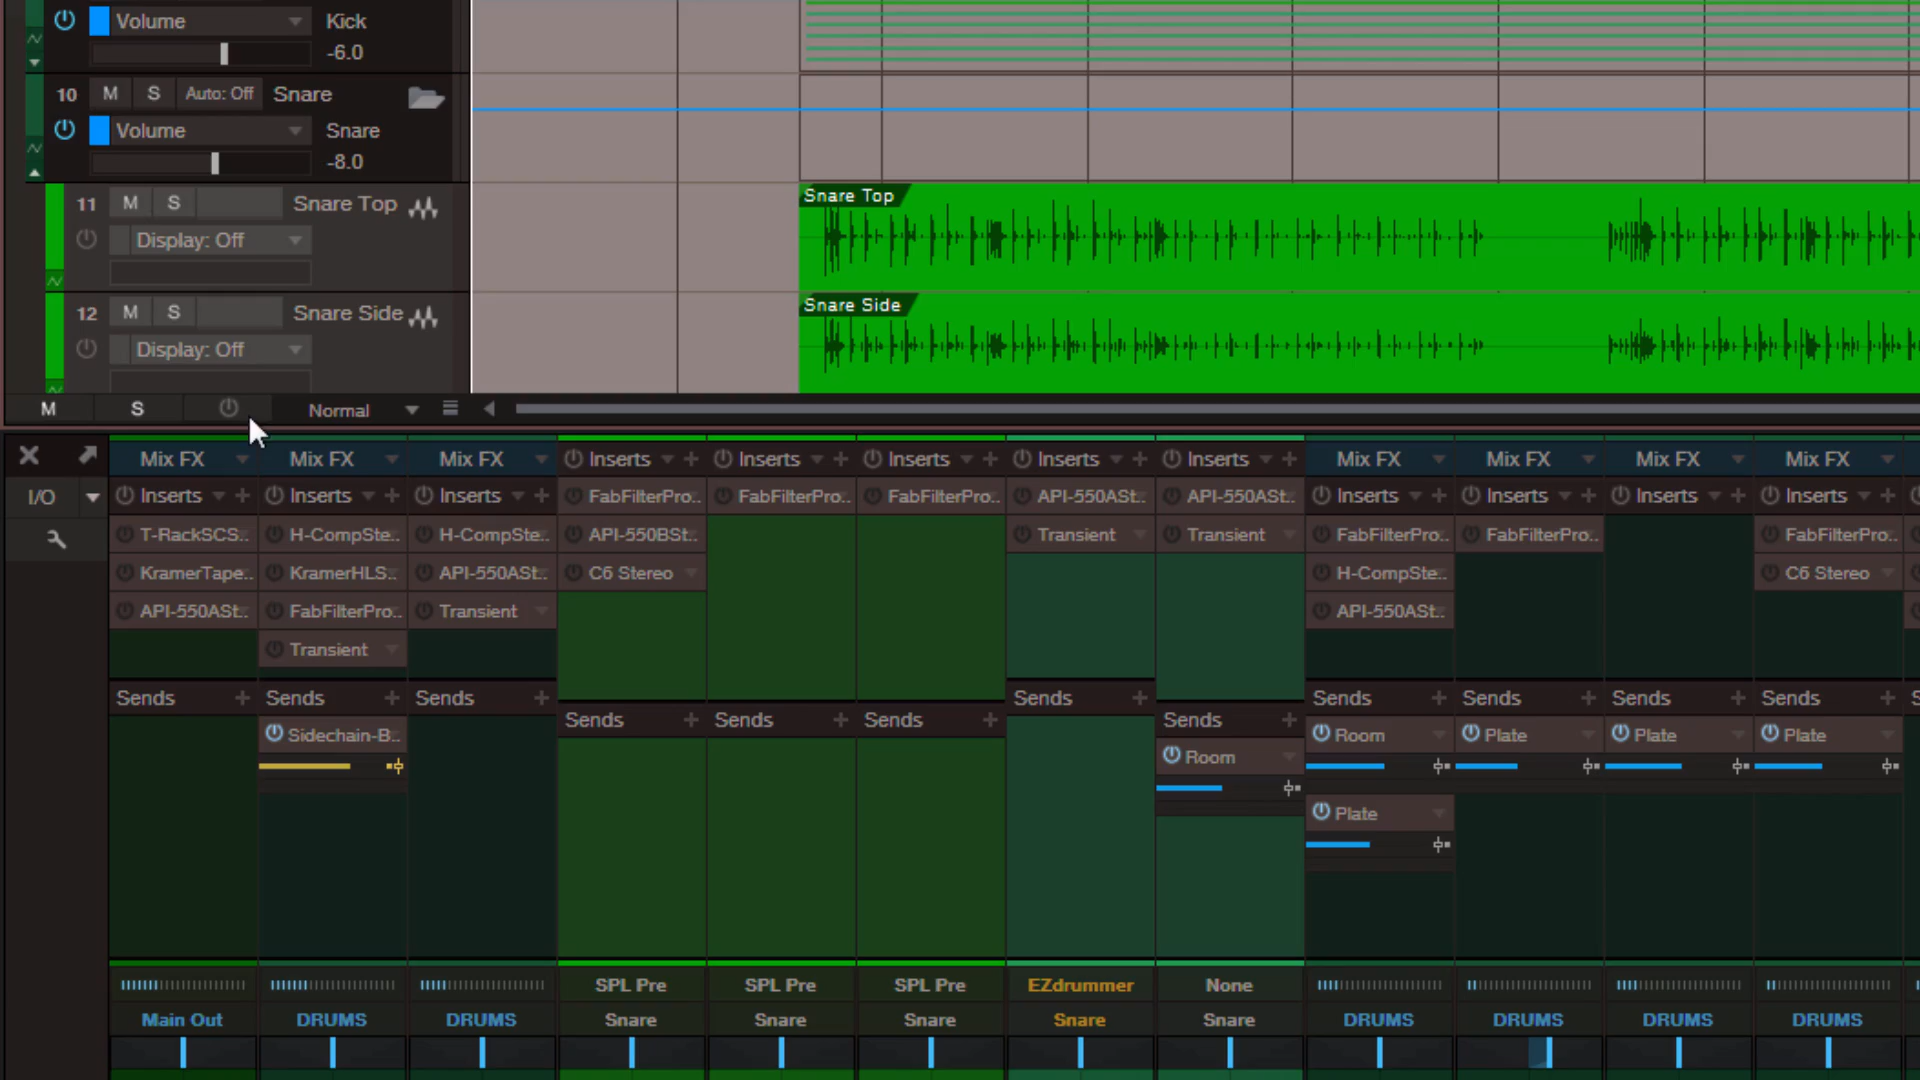 Volume Kick
-6.0
10 M S Auto: Off Snare
Volume Snare
-8.0
11 M S Snare Top
Display: Off
12 M S Snare Side
Display: Off
Snare Top
Snare Side
M S Normal
Mix FX Mix FX Mix FX Inserts Inserts Inserts Inserts Inserts Mix FX Mix FX Mix FX Mix FX
I/O Inserts Inserts Inserts FabFilterPro.. FabFilterPro.. FabFilterPro.. API-550ASt.. API-550ASt.. Inserts Inserts Inserts Inserts
T-RackSCS.. H-CompSte.. H-CompSte.. API-550BSt.. Transient Transient FabFilterPro.. FabFilterPro.. FabFilterPro..
KramerTape.. KramerHLS.. API-550ASt.. C6 Stereo H-CompSte.. C6 Stereo
API-550ASt.. FabFilterPro.. Transient API-550ASt..
Transient
Sends Sends Sends Sends Sends Sends Sends Sends
Sends Sends Sends Sends
Sidechain-B.. Room Plate Plate Plate
Room
Plate
SPL Pre SPL Pre SPL Pre EZdrummer None
Main Out DRUMS DRUMS Snare Snare Snare Snare Snare DRUMS DRUMS DRUMS DRUMS